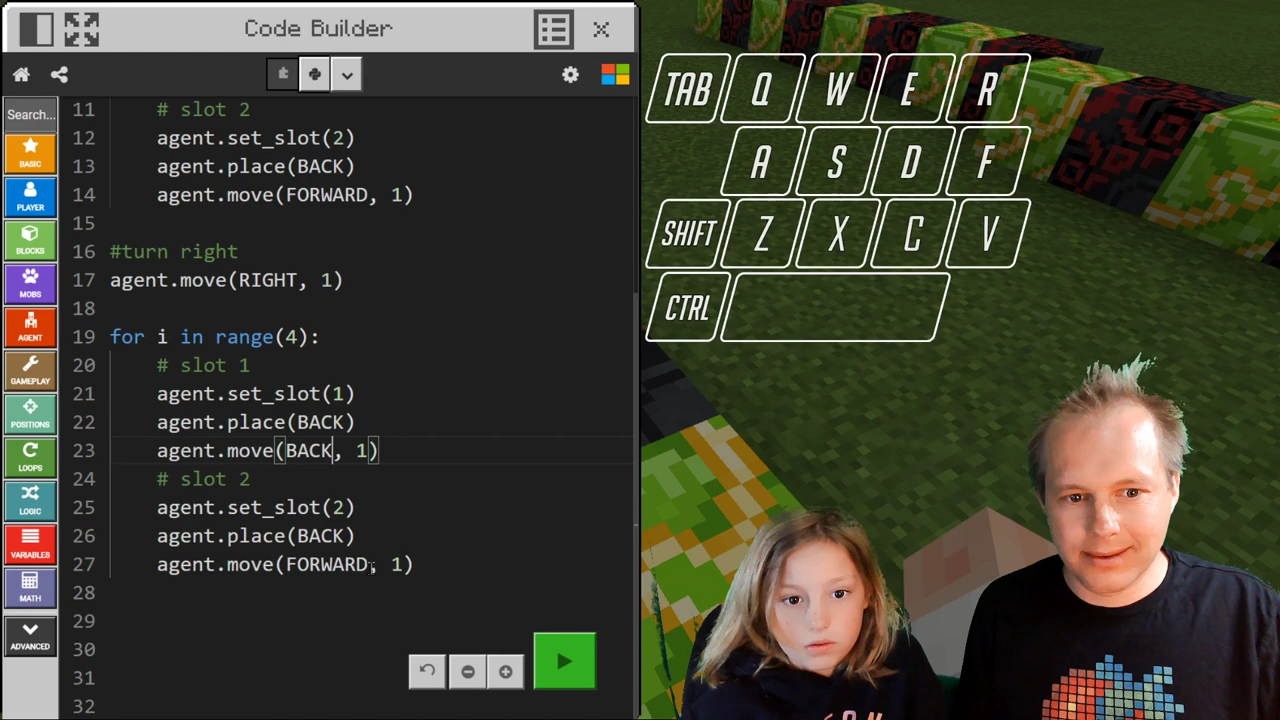 Code Builder
Search...
BASIC
PLAYER
BLOCKS
MOBS
AGENT
GAMEPLAY
POSITIONS
LOOPS
LOGIC
VARIABLES
MATH
ADVANCED
11 # slot 2
12 agent.set_slot(2)
13 agent.place(BACK)
14 agent.move(FORWARD, 1)
15
16 #turn right
17 agent.move(RIGHT, 1)
18
19 for i in range(4):
20 # slot 1
21 agent.set_slot(1)
22 agent.place(BACK)
23 agent.move(BACK, 1)
24 # slot 2
25 agent.set_slot(2)
26 agent.place(BACK)
27 agent.move(FORWARD, 1)
28
29
30
31
32
TAB Q W E R
A S D F
SHIFT Z X C V
CTRL